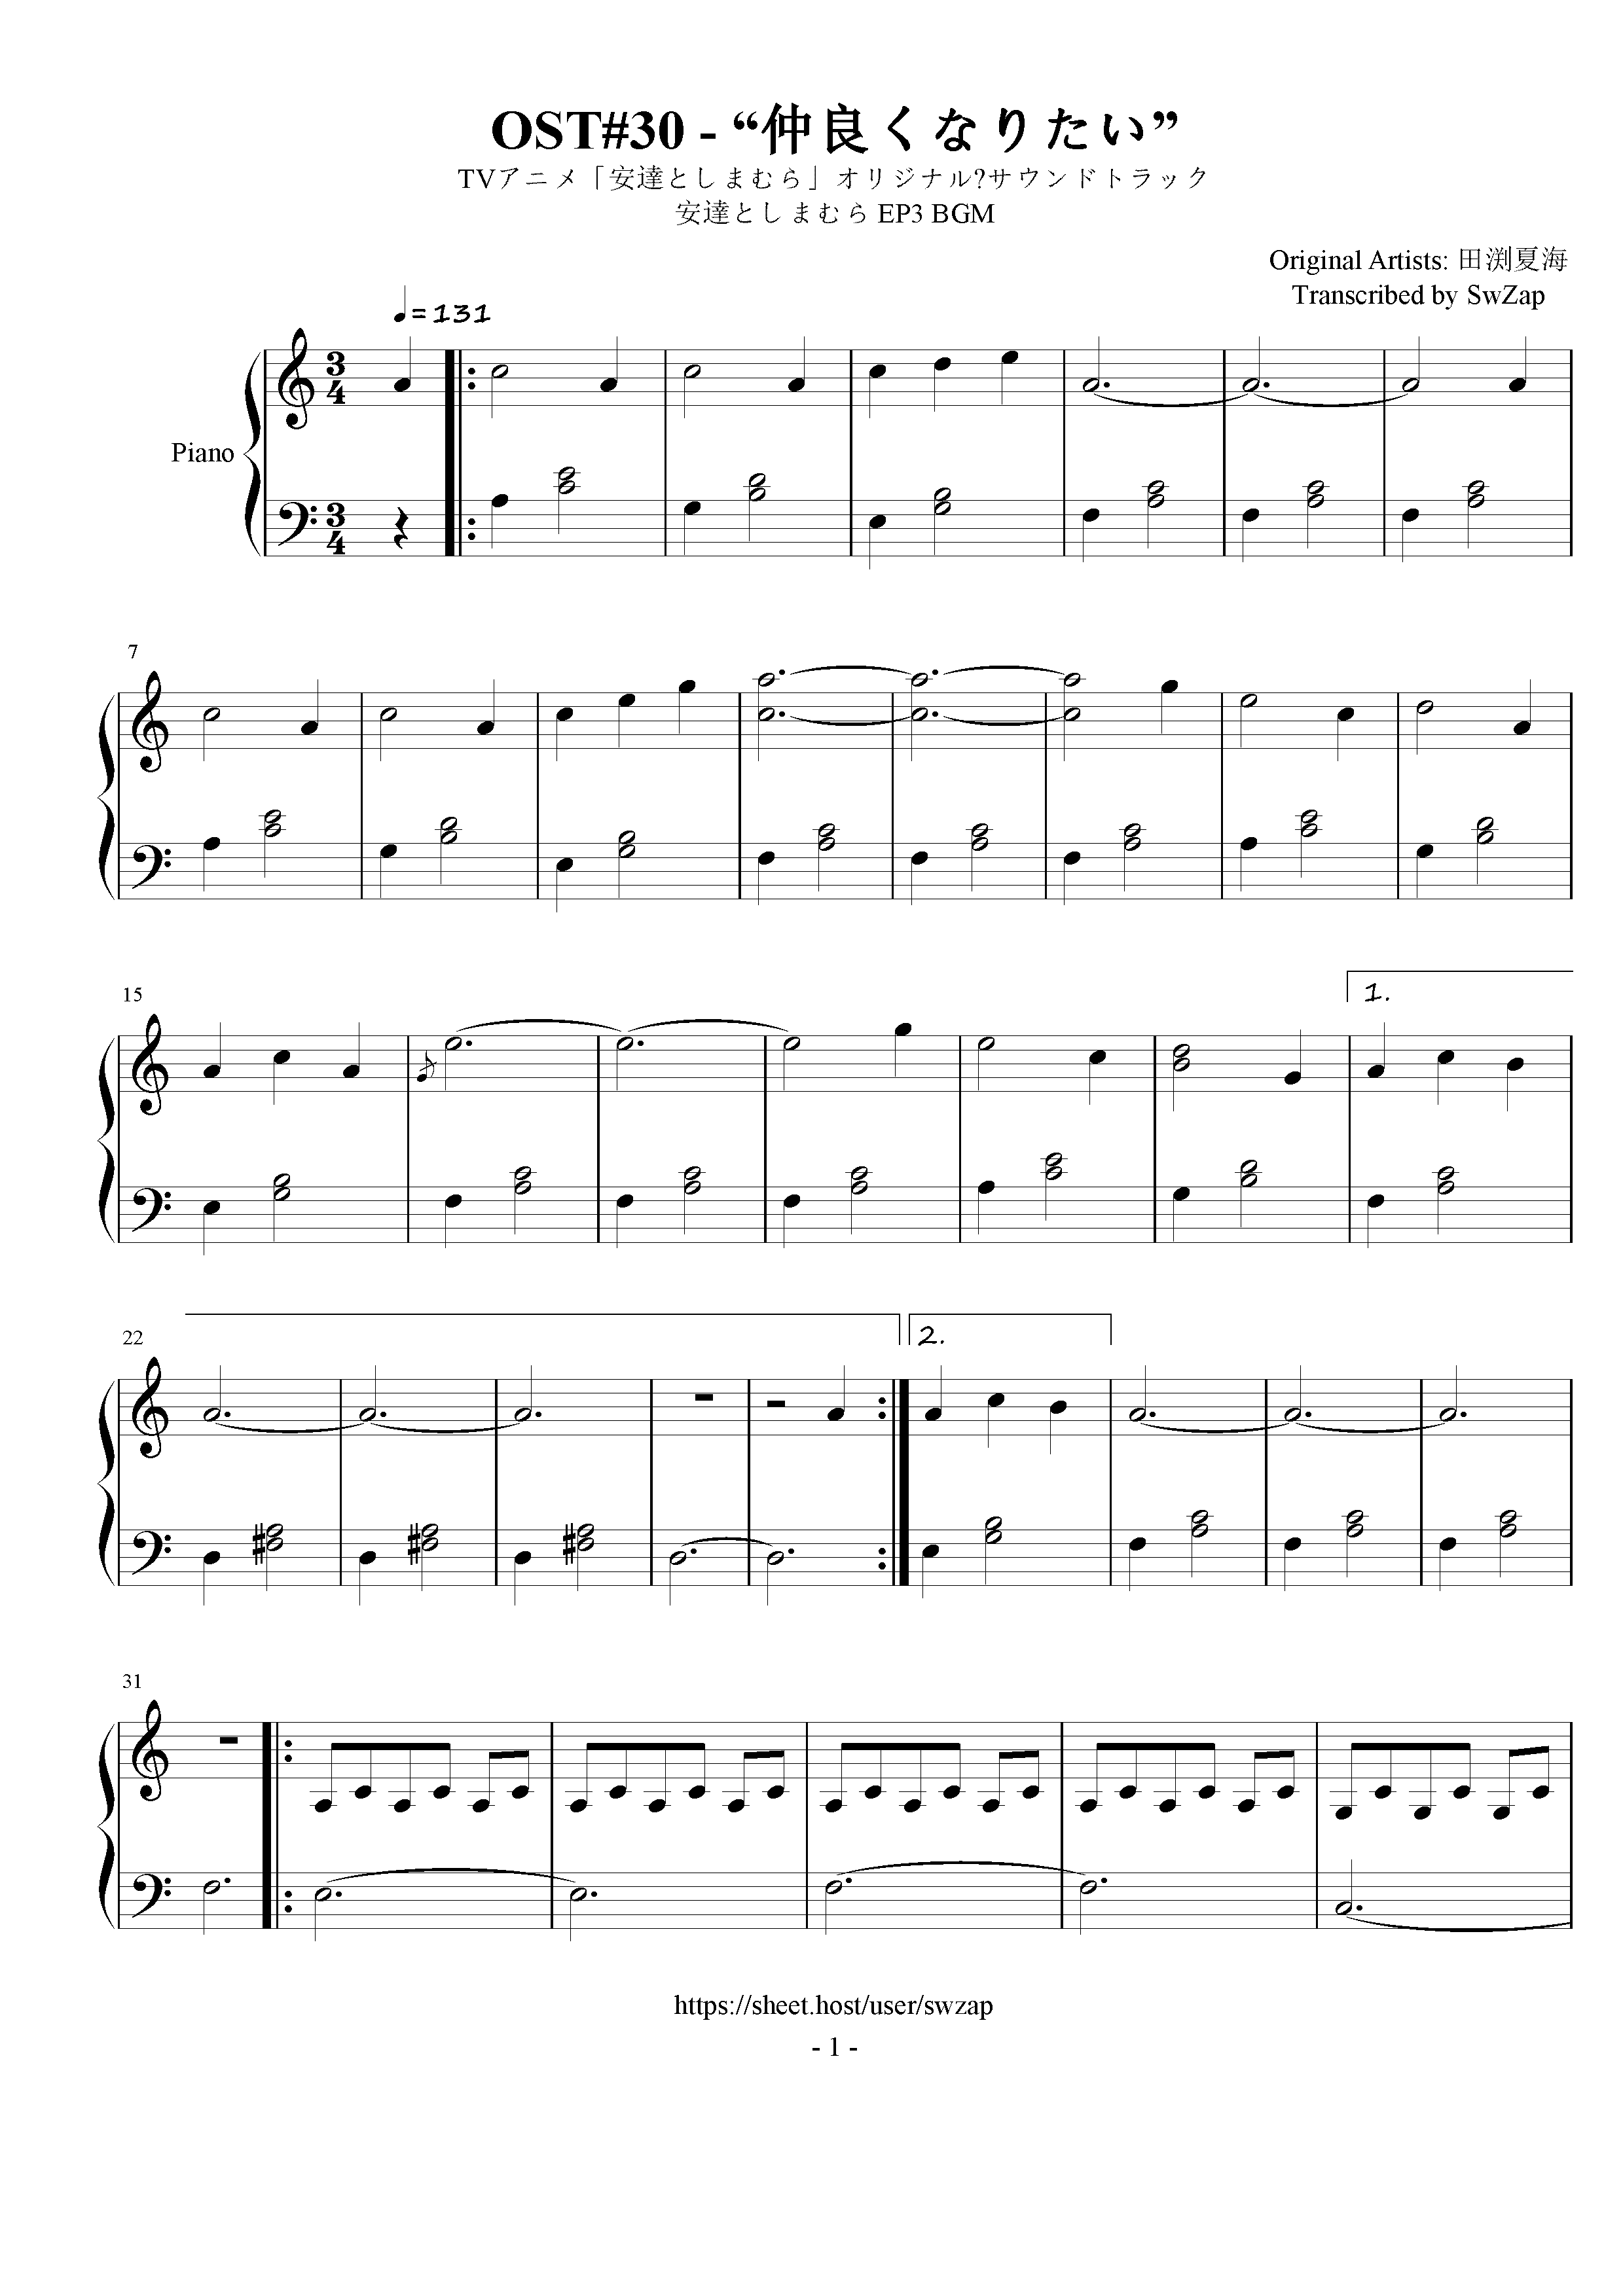 OST#30 - “仲良くなりたい”
TVアニメ「安達としまむら」オリジナル?サウンドトラック
安達としまむら EP3 BGM
Original Artists: 田渕夏海
Transcribed by SwZap
=131
3
4
Piano
3
4
7
15
1.
22
2.
31
https://sheet.host/user/swzap
- 1 -